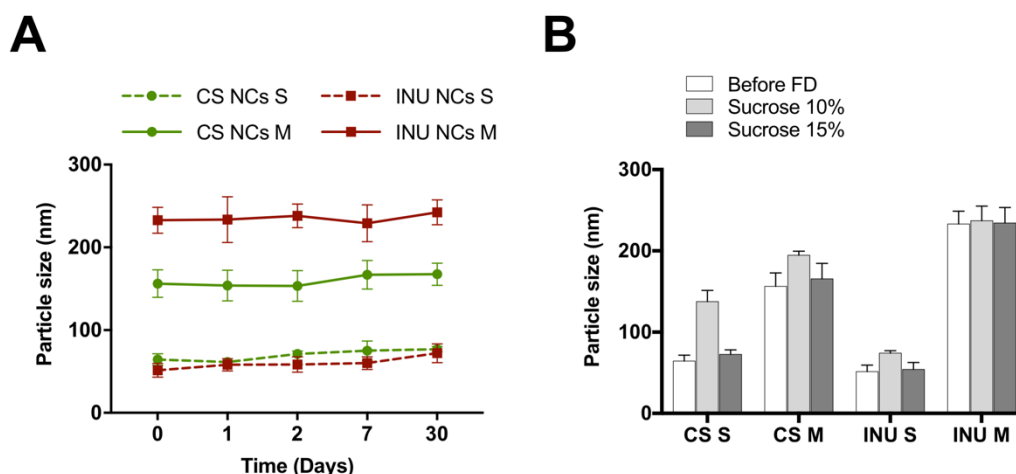 A
CS NCs S
INU NCs S
CS NCs M
INU NCs M
300
200
100
0
Particle size (nm)
0 1 2 7 30
Time (Days)
B
Before FD
Sucrose 10%
Sucrose 15%
300
200
100
0
Particle size (nm)
CS S CS M INU S INU M